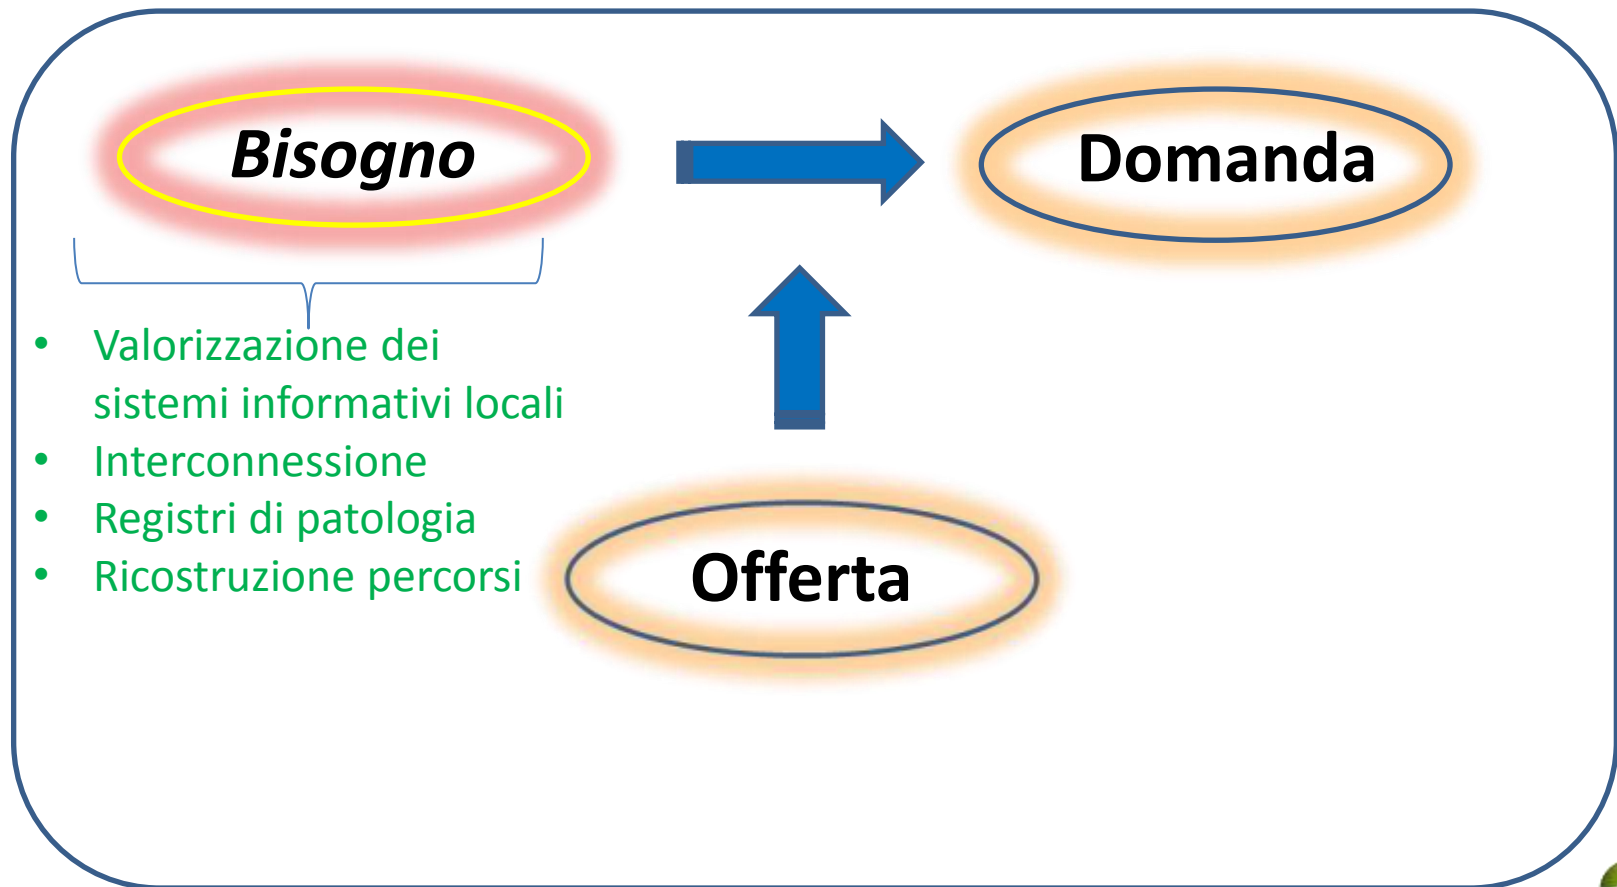 Bisogno
Domanda
• Valorizzazione dei
sistemi informativi locali
• Interconnessione
• Registri di patologia
• Ricostruzione percorsi
Offerta